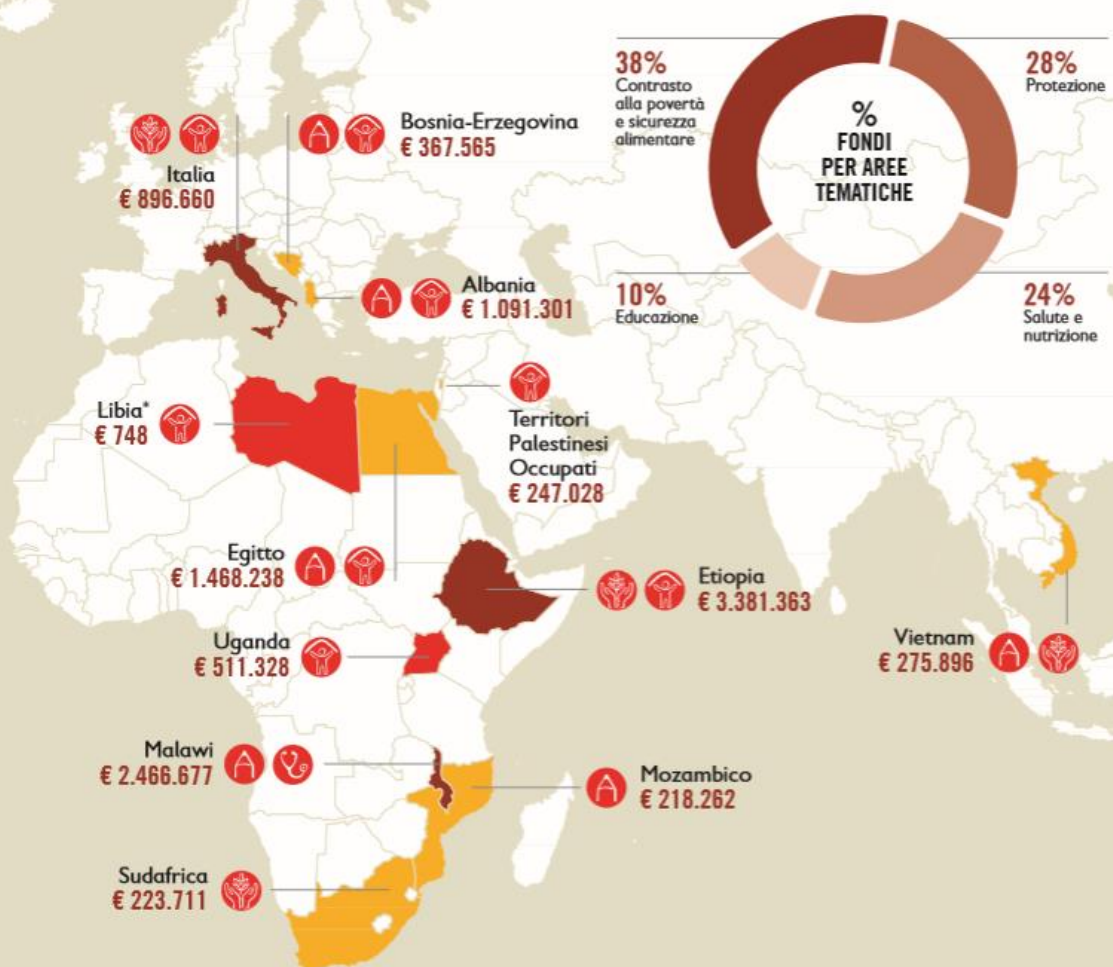 38%
Contrasto
alla povertà
e sicurezza
alimentare
28%
Protezione
%
FONDI
PER AREE
TEMATICHE
10%
Educazione
24%
Salute e
nutrizione
Italia
€ 896.660
Bosnia-Erzegovina
€ 367.565
Albania
€ 1.091.301
Libia*
€ 748
Territori
Palestinesi
Occupati
€ 247.028
Egitto
€ 1.468.238
Etiopia
€ 3.381.363
Uganda
€ 511.328
Vietnam
€ 275.896
Malawi
€ 2.466.677
Mozambico
€ 218.262
Sudafrica
€ 223.711